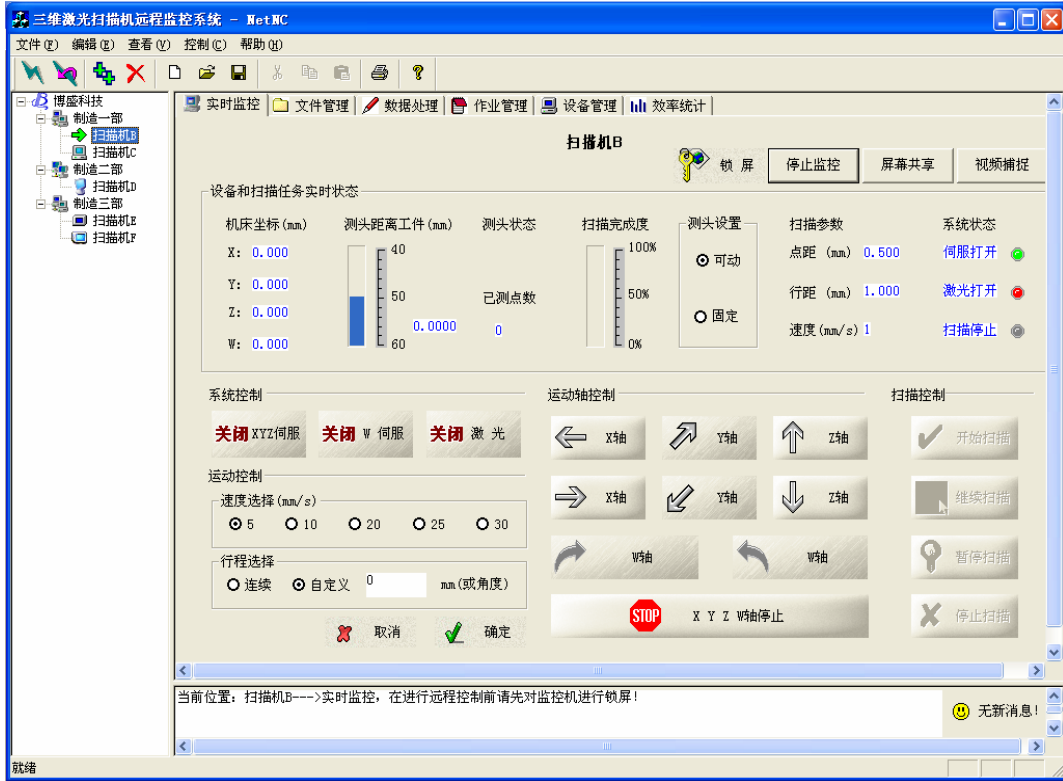 三维激光扫描机远程监控系统 - NetNC
文件(F) 编辑(E) 查看(V) 控制(C) 帮助(H)
博盛科技
制造一部
扫描机B
扫描机C
制造二部
扫描机D
制造三部
扫描机E
扫描机F
实时监控 文件管理 数据处理 作业管理 设备管理 效率统计
扫描机B
锁 屏 停止监控 屏幕共享 视频捕捉
设备和扫描任务实时状态
机床坐标(mm) 测头距离工件(mm) 测头状态 扫描完成度 测头设置 扫描参数 系统状态
X: 0.000 40 100% 可动 点距 (mm) 0.500 伺服打开
Y: 0.000 50 已测点数 50% 行距 (mm) 1.000 激光打开
Z: 0.000 0.0000 0 固定 速度(mm/s) 1 扫描停止
W: 0.000 60 0%
系统控制 运动轴控制 扫描控制
关闭 XYZ伺服 关闭 W 伺服 关闭 激 光 X轴 Y轴 Z轴 开始扫描
运动控制
速度选择(mm/s) X轴 Y轴 Z轴 继续扫描
5 10 20 25 30
行程选择 W轴 W轴 暂停扫描
连续 自定义 0 mm(或角度)
STOP X Y Z W轴停止 停止扫描
取消 确定
当前位置: 扫描机B--->实时监控, 在进行远程控制前请先对监控机进行锁屏!
无新消息!
就绪